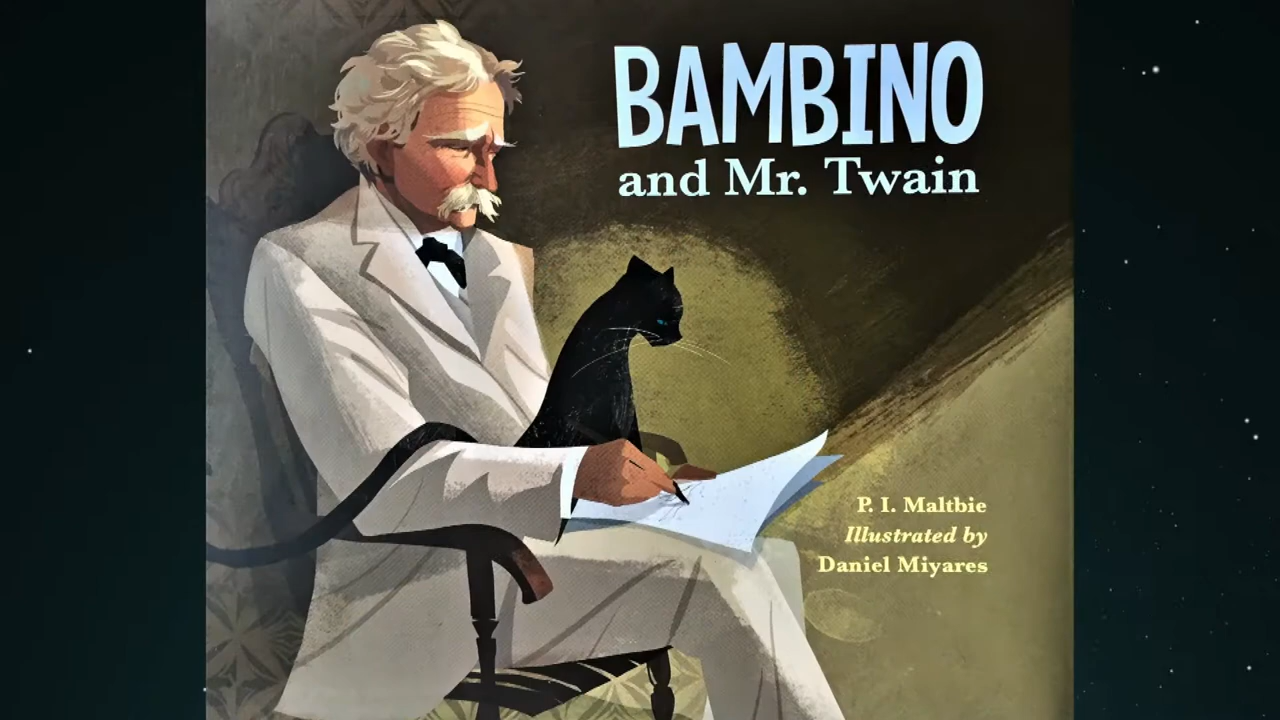 BAMBINO
and Mr. Twain
P. I. Maltbie
Illustrated by
Daniel Miyares